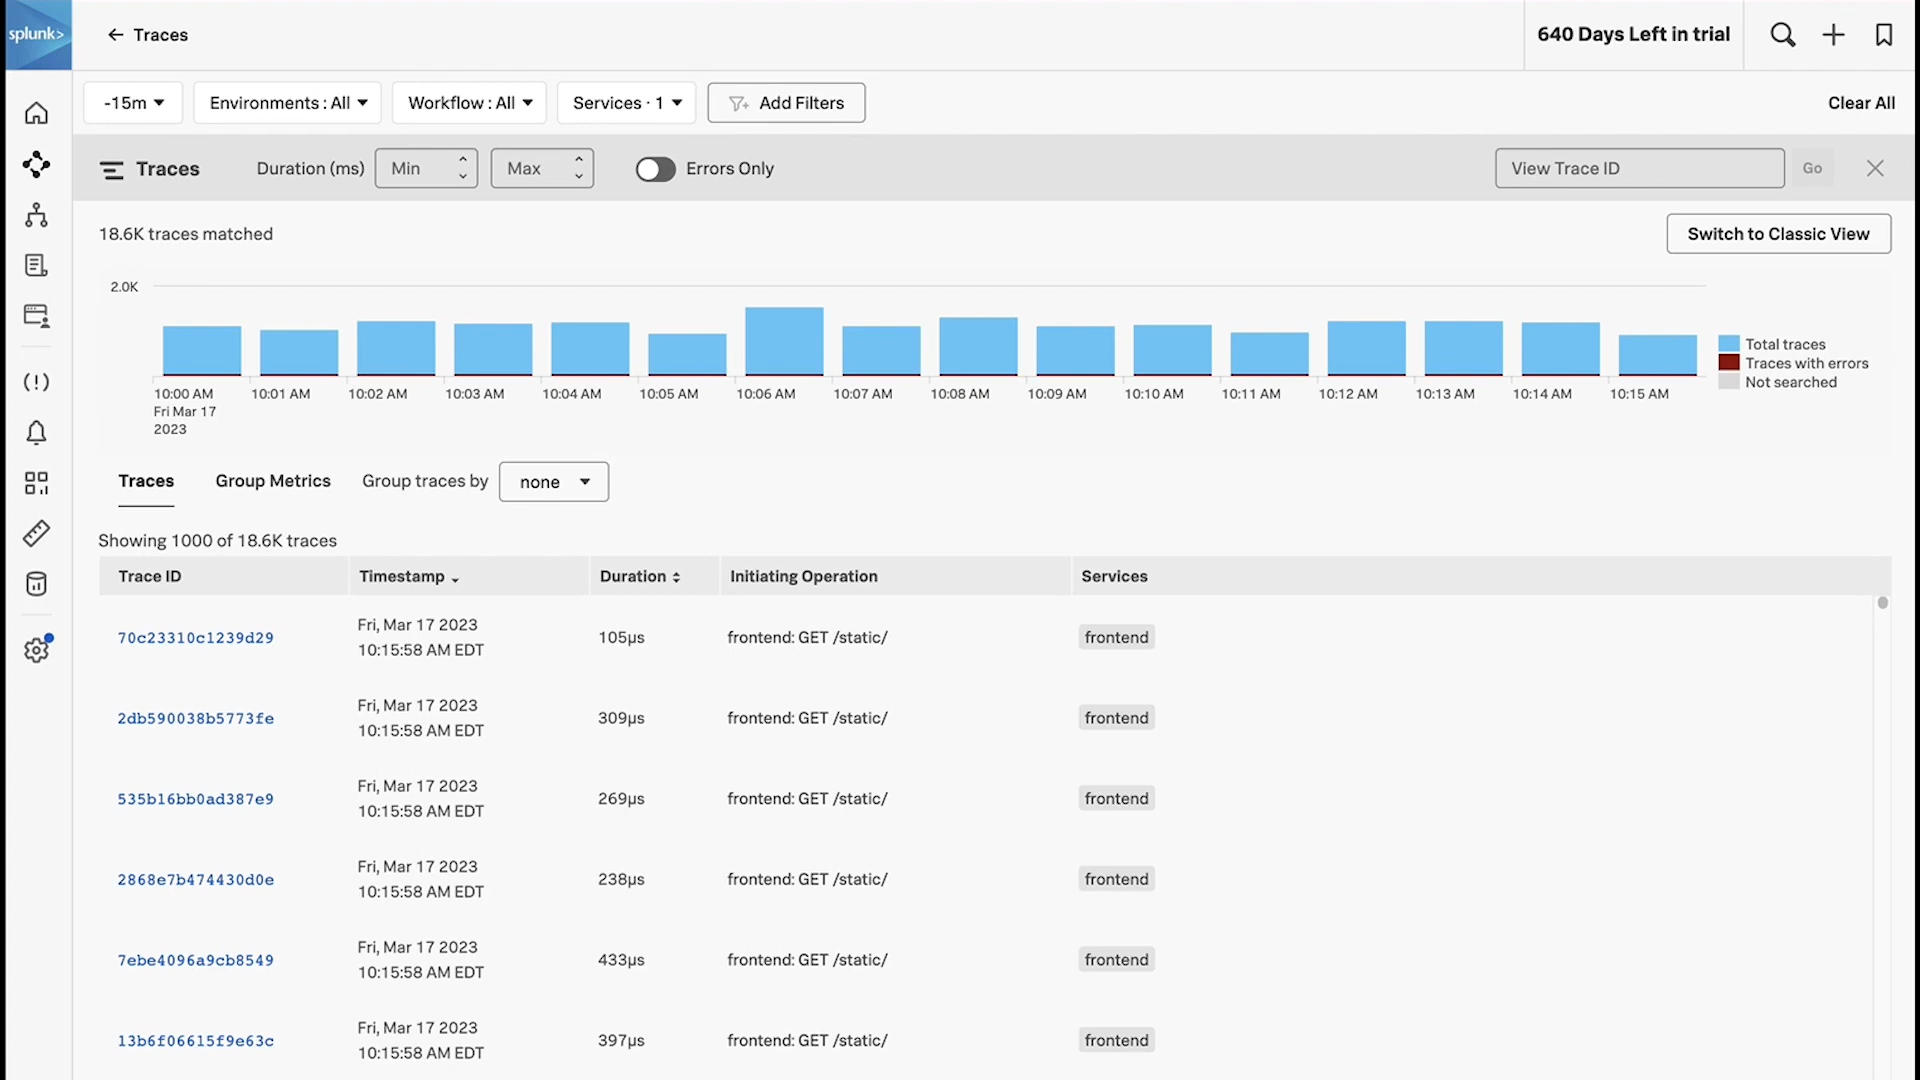 splunk>
Traces
640 Days Left in trial
-15m
Environments : All
Workflow : All
Services · 1
Add Filters
Clear All
Traces
Duration (ms)
Min
Max
Errors Only
View Trace ID
Go
18.6K traces matched
Switch to Classic View
2.0K
Total traces
Traces with errors
Not searched
10:00 AM 10:01 AM 10:02 AM 10:03 AM 10:04 AM 10:05 AM 10:06 AM 10:07 AM 10:08 AM 10:09 AM 10:10 AM 10:11 AM 10:12 AM 10:13 AM 10:14 AM 10:15 AM
Fri Mar 17
2023
Traces
Group Metrics
Group traces by
none
Showing 1000 of 18.6K traces
Trace ID Timestamp Duration Initiating Operation Services
Fri, Mar 17 2023
70c23310c1239d29 105µs frontend: GET /static/ frontend
10:15:58 AM EDT
Fri, Mar 17 2023
2db590038b5773fe 309µs frontend: GET /static/ frontend
10:15:58 AM EDT
Fri, Mar 17 2023
535b16bb0ad387e9 269µs frontend: GET /static/ frontend
10:15:58 AM EDT
Fri, Mar 17 2023
2868e7b474430d0e 238µs frontend: GET /static/ frontend
10:15:58 AM EDT
Fri, Mar 17 2023
7ebe4096a9cb8549 433µs frontend: GET /static/ frontend
10:15:58 AM EDT
Fri, Mar 17 2023
13b6f06615f9e63c 397µs frontend: GET /static/ frontend
10:15:58 AM EDT